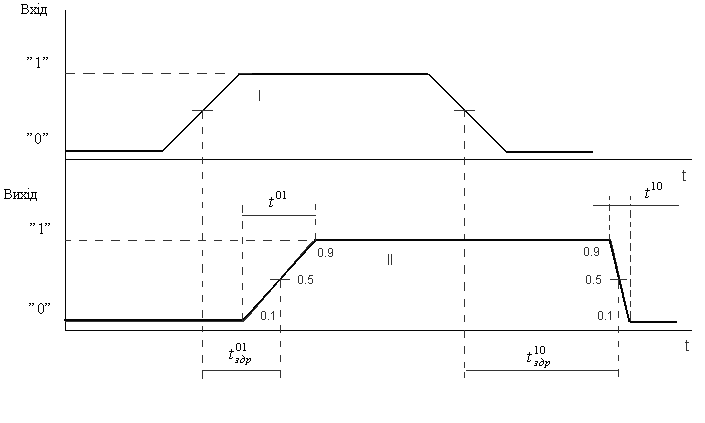 Вхід
"1"
I
"0"
t
Вихід
t01
t10
"1"
0.9
II
0.9
0.5
0.5
"0"
0.1
0.1
t
t01здр
t10здр